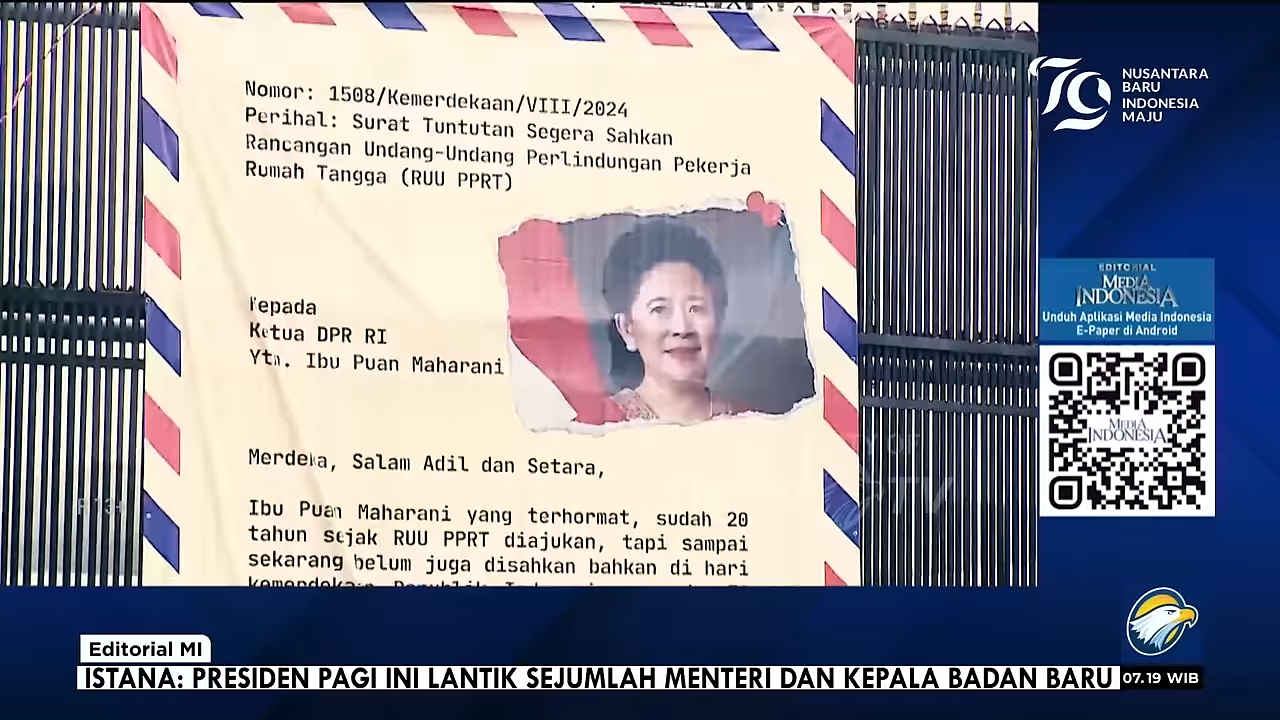 Nomor: 1508/Kemerdekaan/VIII/2024
Perihal: Surat Tuntutan Segera Sahkan
Rancangan Undang-Undang Perlindungan Pekerja
Rumah Tangga (RUU PPRT)
Kepada
Ketua DPR RI
Yth. Ibu Puan Maharani
Merdeka, Salam Adil dan Setara,
Ibu Puan Maharani yang terhormat, sudah 20
tahun sejak RUU PPRT diajukan, tapi sampai
sekarang belum juga disahkan bahkan di hari
79
NUSANTARA
BARU
INDONESIA
MAJU
EDITORIAL
MEDIA
INDONESIA
Unduh Aplikasi Media Indonesia
E-Paper di Android
MEDIA
INDONESIA
Editorial MI
ISTANA: PRESIDEN PAGI INI LANTIK SEJUMLAH MENTERI DAN KEPALA BADAN BARU
07.19 WIB